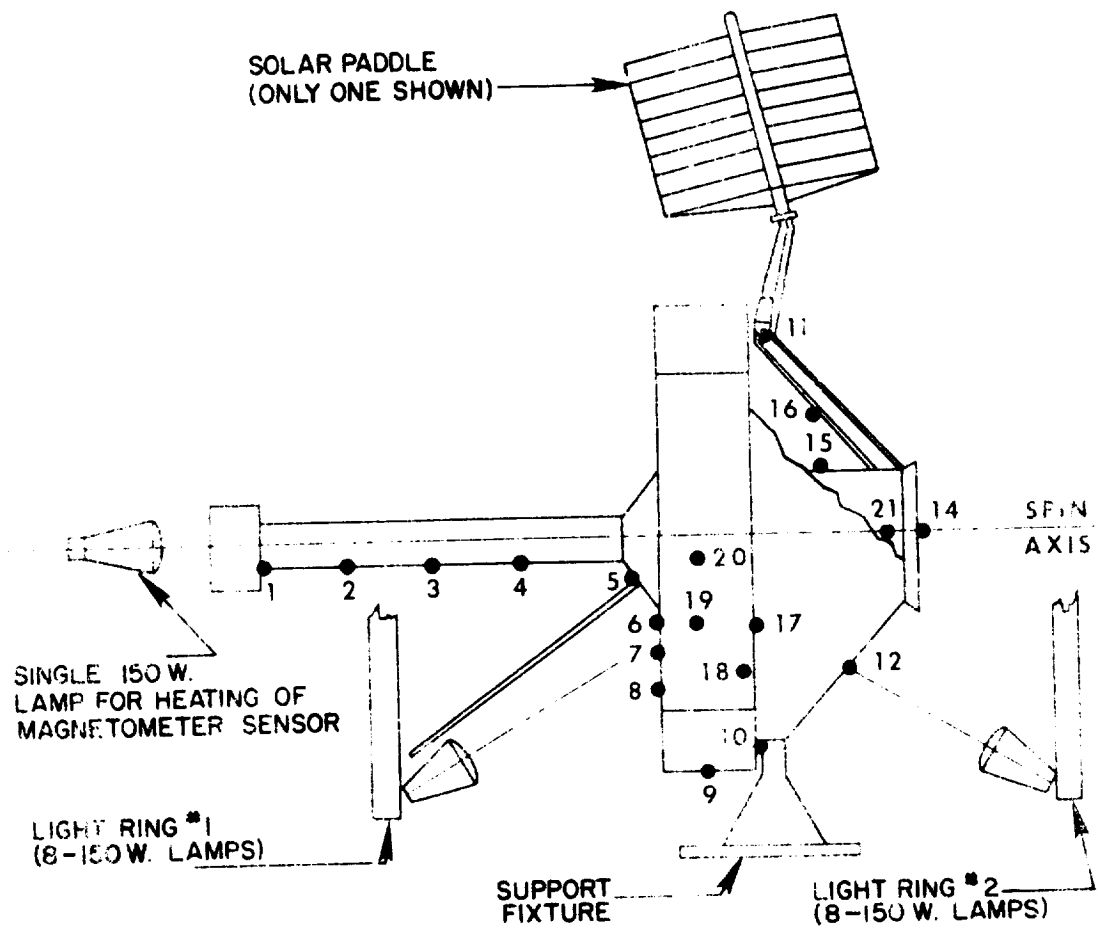 SOLAR PADDLE
(ONLY ONE SHOWN)
11
16
15
21
14
SPIN
AXIS
20
1
2
3
4
5
6
19
17
7
18
12
8
SINGLE 150 W.
LAMP FOR HEATING OF
MAGNETOMETER SENSOR
10
9
LIGHT RING #1
(8-150 W. LAMPS)
SUPPORT
FIXTURE
LIGHT RING #2
(8-150 W. LAMPS)